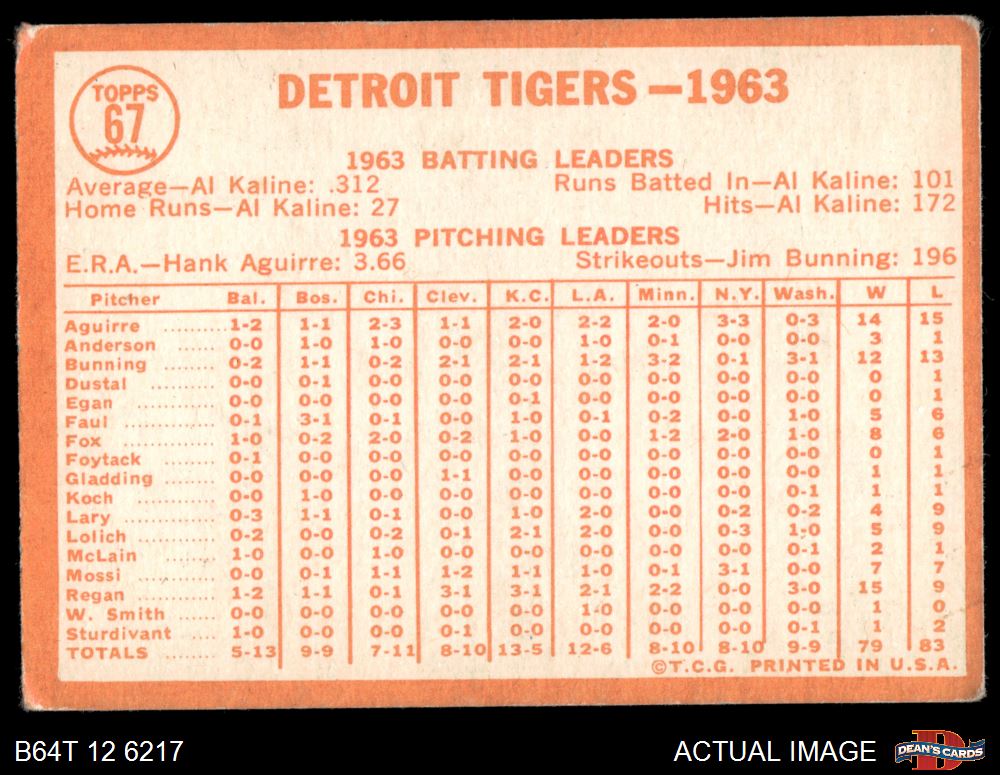 TOPPS
67
DETROIT TIGERS—1963
1963 BATTING LEADERS
Average—Al Kaline: .312 Runs Batted In—Al Kaline: 101
Home Runs—Al Kaline: 27 Hits—Al Kaline: 172
1963 PITCHING LEADERS
E.R.A.—Hank Aguirre: 3.66 Strikeouts—Jim Bunning: 196
Pitcher Bal. Bos. Chi. Clev. K.C. L.A. Minn. N.Y. Wash. W L
Aguirre .......... 1-2 1-1 2-3 1-1 2-0 2-2 2-0 3-3 0-3 14 15
Anderson ...... 0-0 1-0 1-0 0-0 0-0 1-0 0-1 0-0 0-0 3 1
Bunning ........ 0-2 1-1 0-2 2-1 2-1 1-2 3-2 0-1 3-1 12 13
Dustal .......... 0-0 0-1 0-0 0-0 0-0 0-0 0-0 0-0 0-0 0 1
Egan ............ 0-0 0-0 0-0 0-0 0-1 0-0 0-0 0-0 0-0 0 1
Faul .............. 0-1 3-1 0-1 0-0 1-0 0-1 0-2 0-0 1-0 5 6
Fox .............. 1-0 0-2 2-0 0-2 1-0 0-0 1-2 2-0 1-0 8 6
Foytack ........ 0-1 0-0 0-0 0-0 0-0 0-0 0-0 0-0 0-0 0 1
Gladding ...... 0-0 0-0 0-0 1-1 0-0 0-0 0-0 0-0 0-0 1 1
Koch ............ 0-0 1-0 0-0 0-0 0-0 0-0 0-0 0-0 0-1 1 1
Lary .............. 0-3 1-1 0-1 0-0 1-0 2-0 0-0 0-2 0-2 4 9
Lolich .......... 0-2 0-0 0-2 0-1 2-1 2-0 0-0 0-3 1-0 5 9
McLain ........ 1-0 0-0 1-0 0-0 0-0 0-0 0-0 0-0 0-1 2 1
Mossi .......... 0-0 0-1 1-1 1-2 1-1 1-0 0-1 3-1 0-0 7 7
Regan .......... 1-2 1-1 0-1 3-1 3-1 2-1 2-2 0-0 3-0 15 9
W. Smith ...... 0-0 0-0 0-0 0-0 0-0 1-0 0-0 0-0 0-0 1 0
Sturdivant .... 1-0 0-0 0-0 0-1 0-0 0-0 0-0 0-0 0-1 1 2
TOTALS ........ 5-13 9-9 7-11 8-10 13-5 12-6 8-10 8-10 9-9 79 83
©T.C.G. PRINTED IN U.S.A.
B64T 12 6217 ACTUAL IMAGE D DEAN'S CARDS